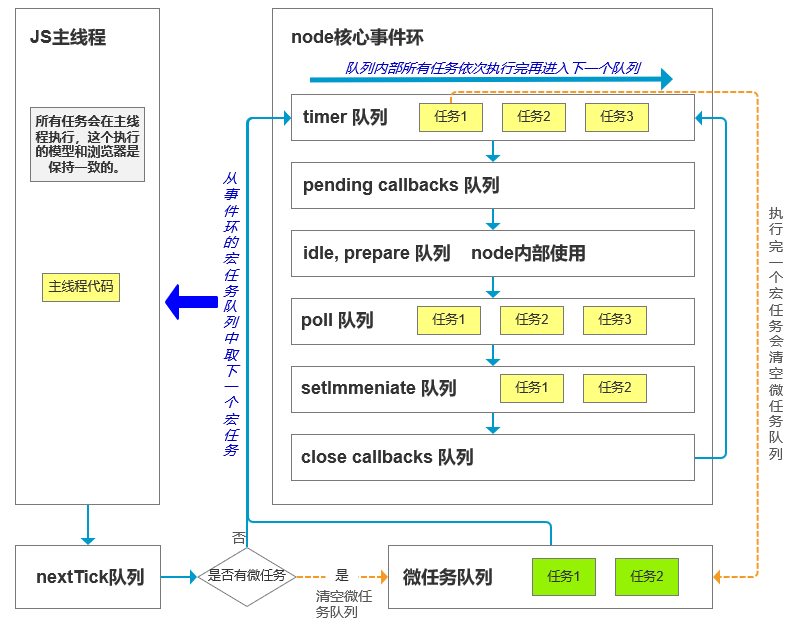 JS主线程
所有任务会在主线
程执行，这个执行
的模型和浏览器是
保持一致的。
主线程代码
从事件环的宏任务队列中取下一个宏任务
node核心事件环
队列内部所有任务依次执行完再进入下一个队列
timer 队列 任务1 任务2 任务3
pending callbacks 队列
idle, prepare 队列 node内部使用
poll 队列 任务1 任务2 任务3
setImmeniate 队列 任务1 任务2
close callbacks 队列
执行完一个宏任务会清空微任务队列
nextTick队列
否
是否有微任务
是
清空微任
务队列
微任务队列 任务1 任务2